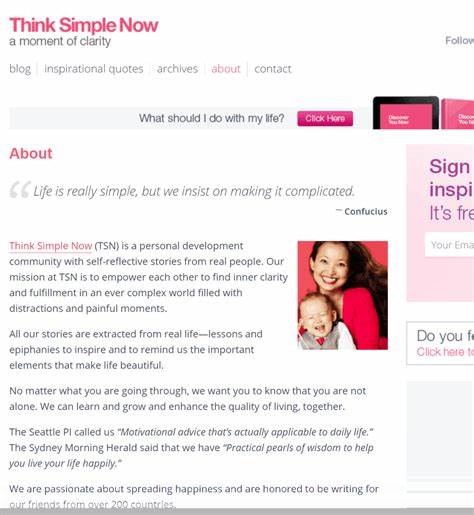 Think Simple Now
a moment of clarity
Follow
blog inspirational quotes archives about contact
What should I do with my life? Click Here
Discover
You Now
About
“ Life is really simple, but we insist on making it complicated.
— Confucius
Sign
inspi
It's fre
Your Ema
Think Simple Now (TSN) is a personal development
community with self-reflective stories from real people. Our
mission at TSN is to empower each other to find inner clarity
and fulfillment in an ever complex world filled with
distractions and painful moments.
All our stories are extracted from real life—lessons and
epiphanies to inspire and to remind us the important
elements that make life beautiful.
Do you fe
Click here to
No matter what you are going through, we want you to know that you are not
alone. We can learn and grow and enhance the quality of living, together.
The Seattle PI called us “Motivational advice that's actually applicable to daily life.”
The Sydney Morning Herald said that we have “Practical pearls of wisdom to help
you live your life happily.”
We are passionate about spreading happiness and are honored to be writing for
our friends from over 200 countries.